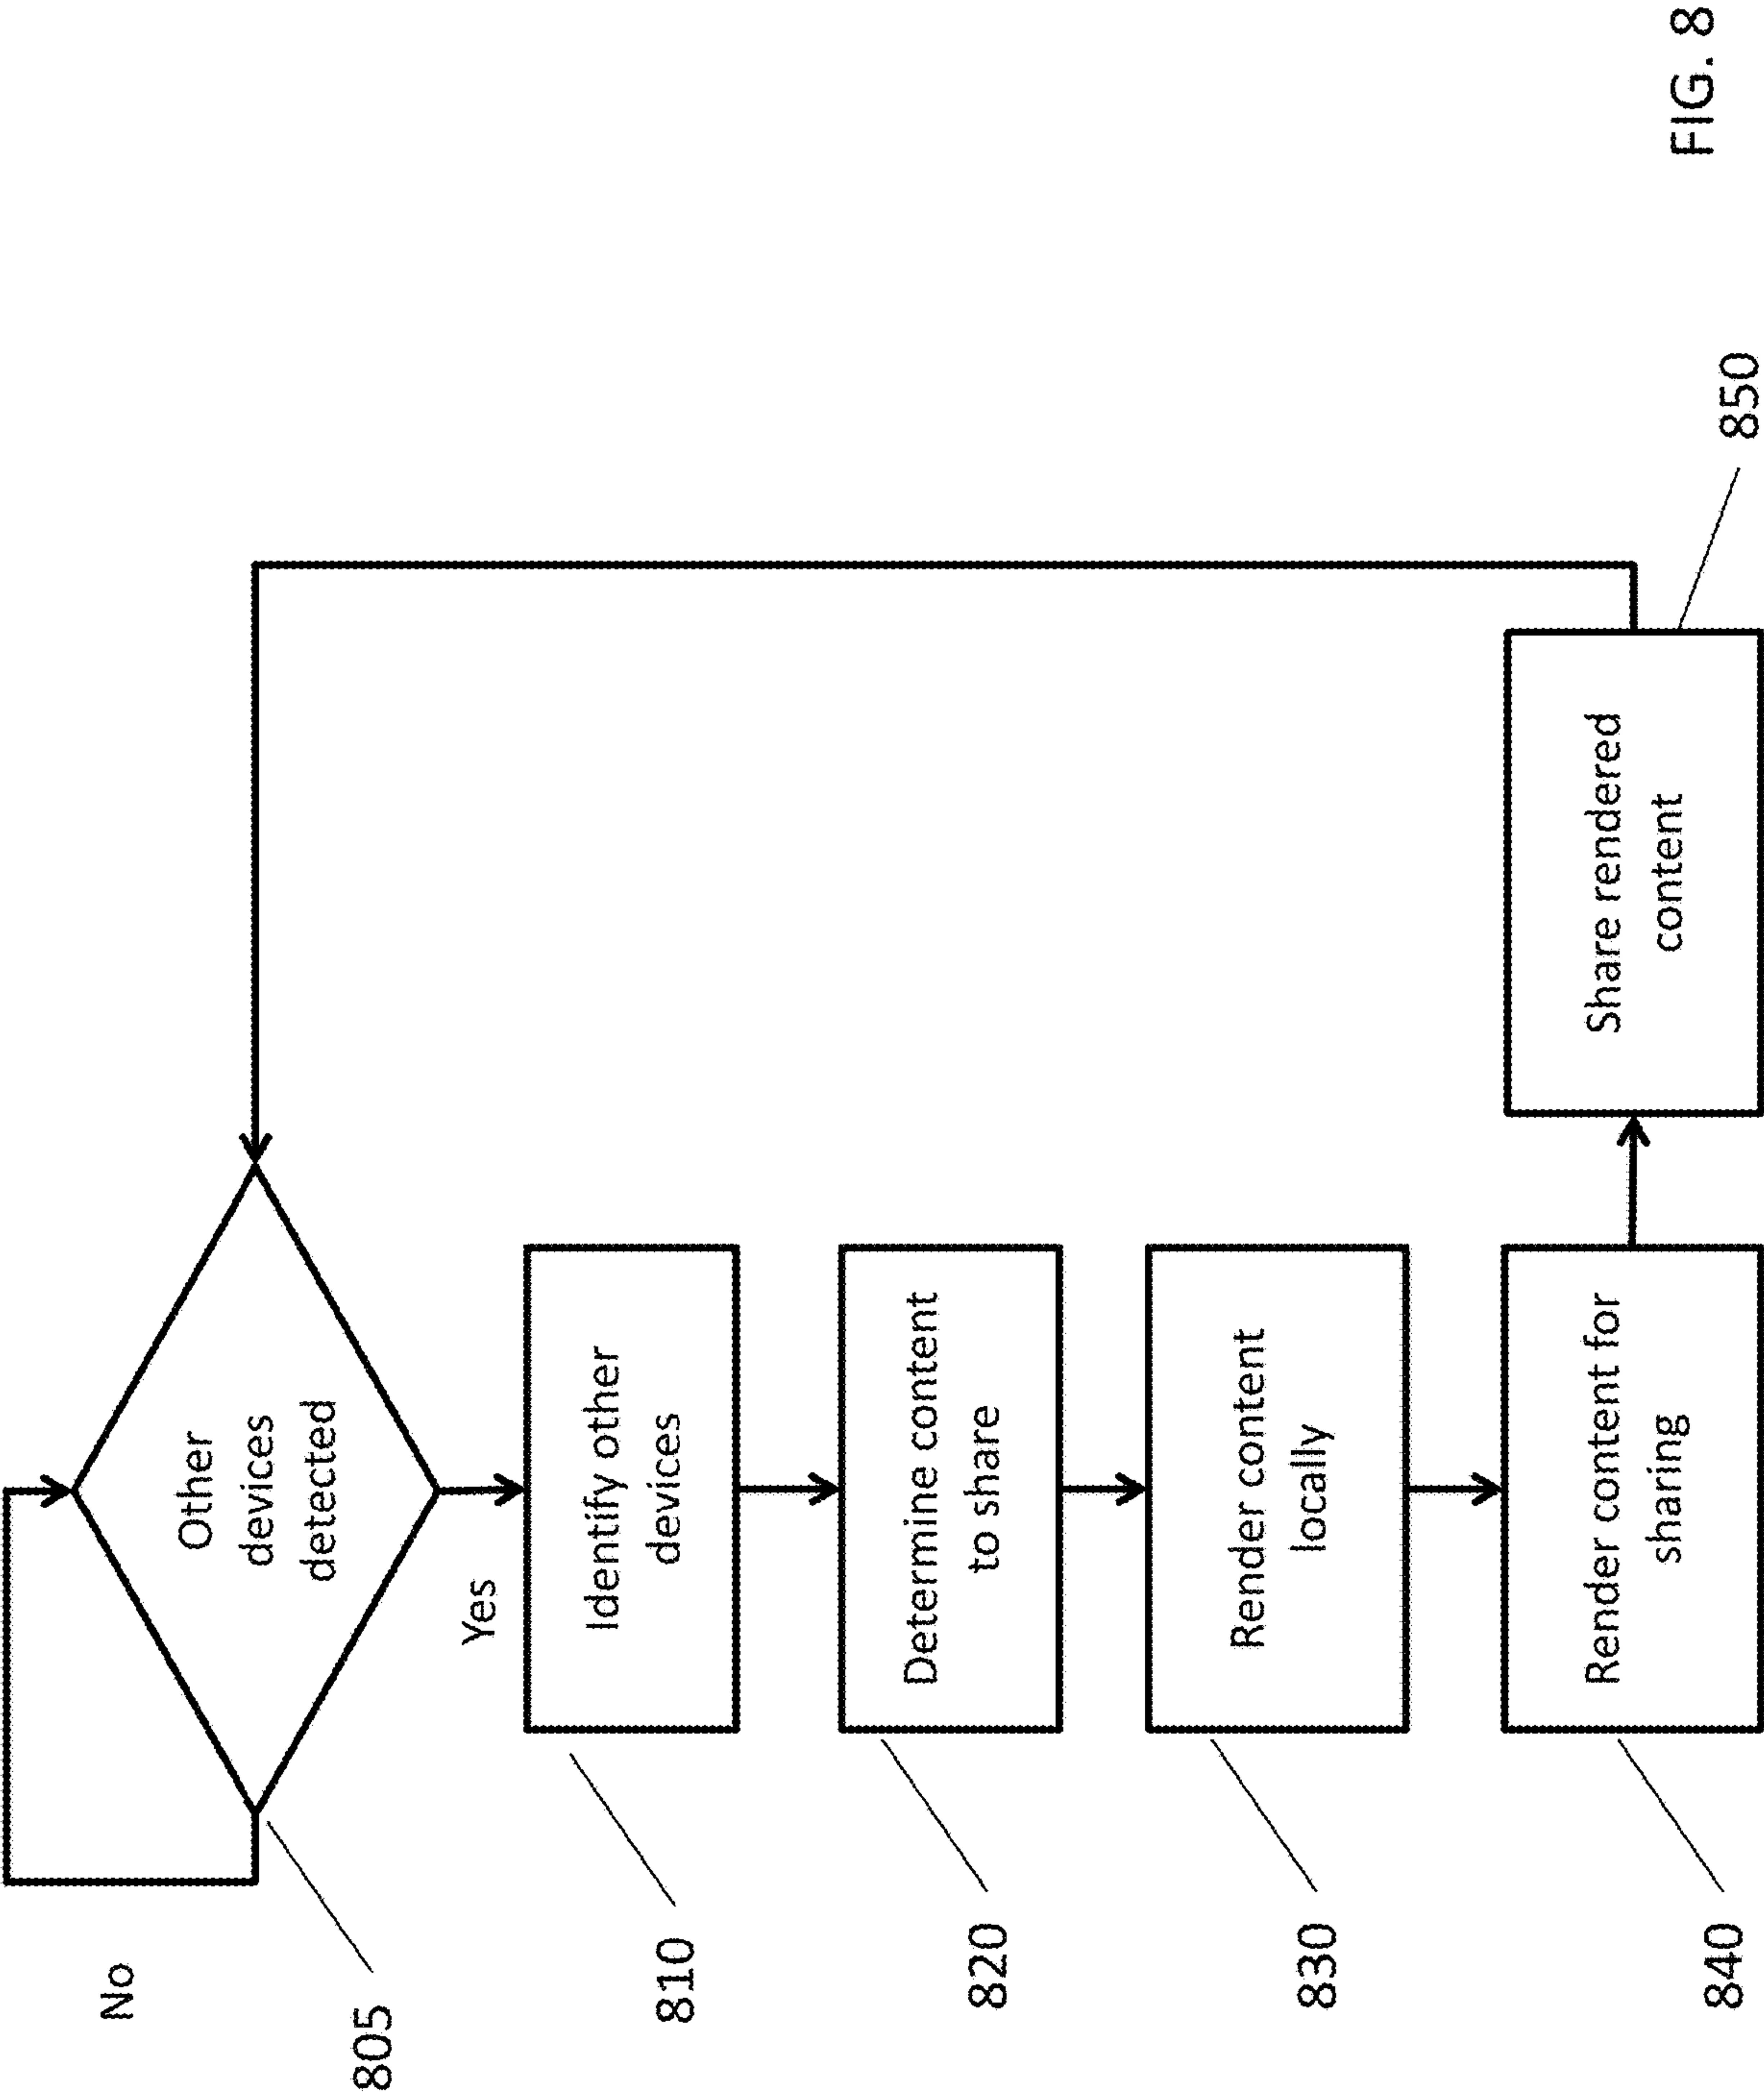 No
805
Other
devices
detected
Yes
810
Identify other
devices
820
Determine content
to share
830
Render content
locally
840
Render content for
sharing
Share rendered
content
850
FIG. 8